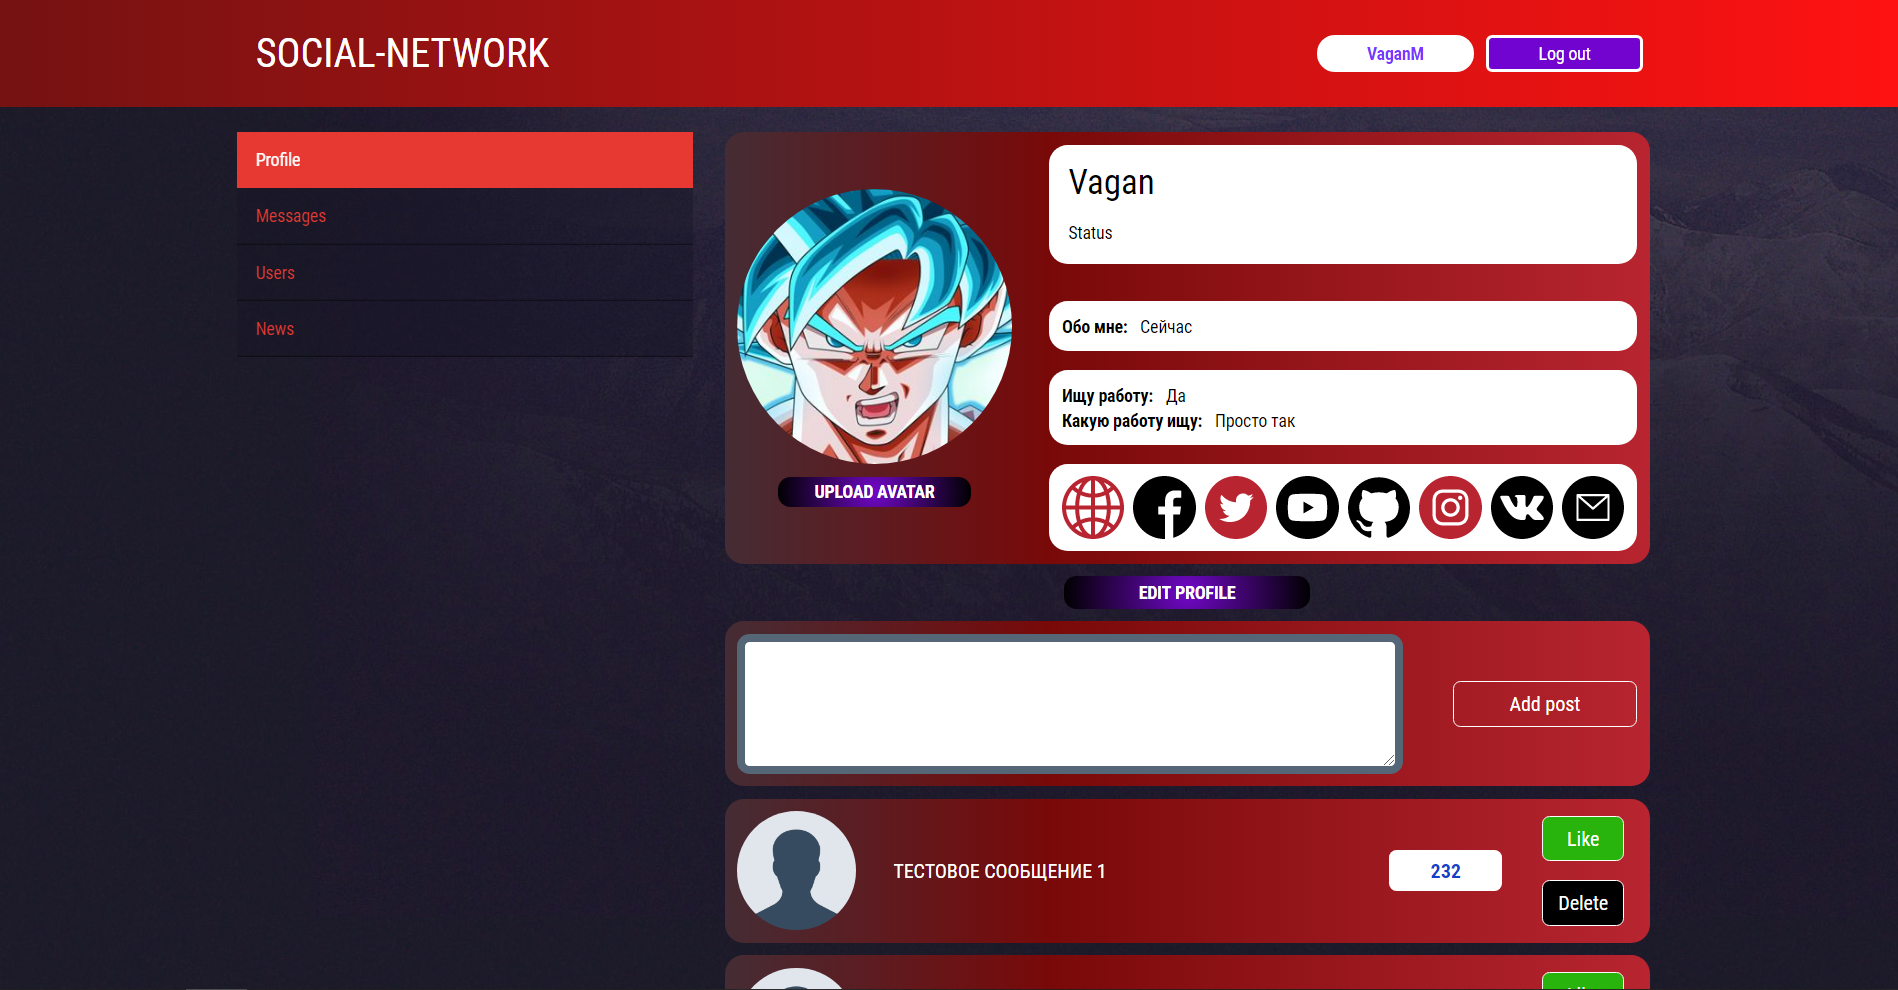 SOCIAL-NETWORK
VaganM
Log out
Profile
Messages
Users
News
Vagan
Status
Обо мне: Сейчас
Ищу работу: Да
Какую работу ищу: Просто так
UPLOAD AVATAR
EDIT PROFILE
Add post
ТЕСТОВОЕ СООБЩЕНИЕ 1
232
Like
Delete